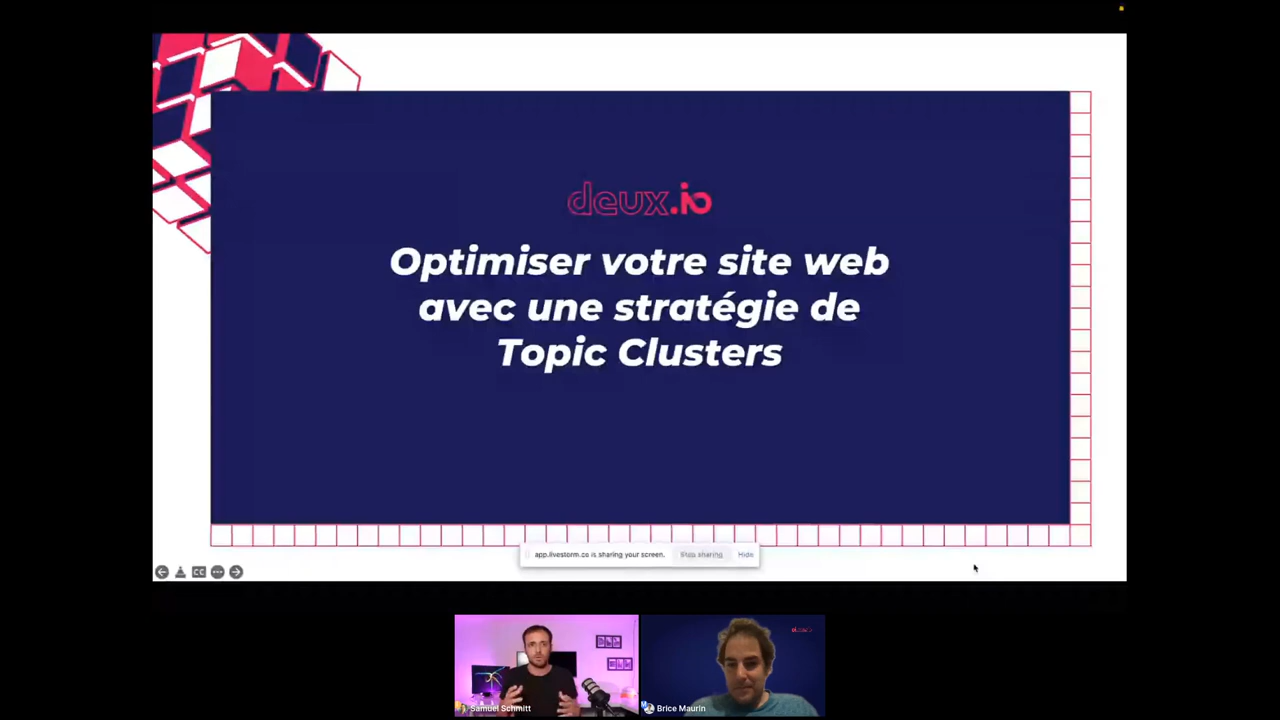 deux.io
Optimiser votre site web
avec une stratégie de
Topic Clusters
app.livestorm.co is sharing your screen.
Stop sharing
Hide
CC
Samuel Schmitt
Brice Maurin